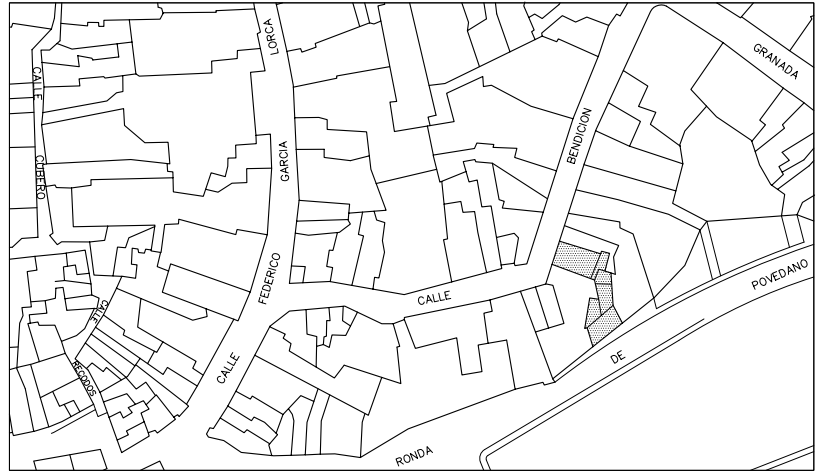 CALLE
CUBERO
LORCA
GARCIA
FEDERICO
CALLE
CALLE
RECODOS
CALLE
BENDICION
GRANADA
RONDA
DE
POVEDANO